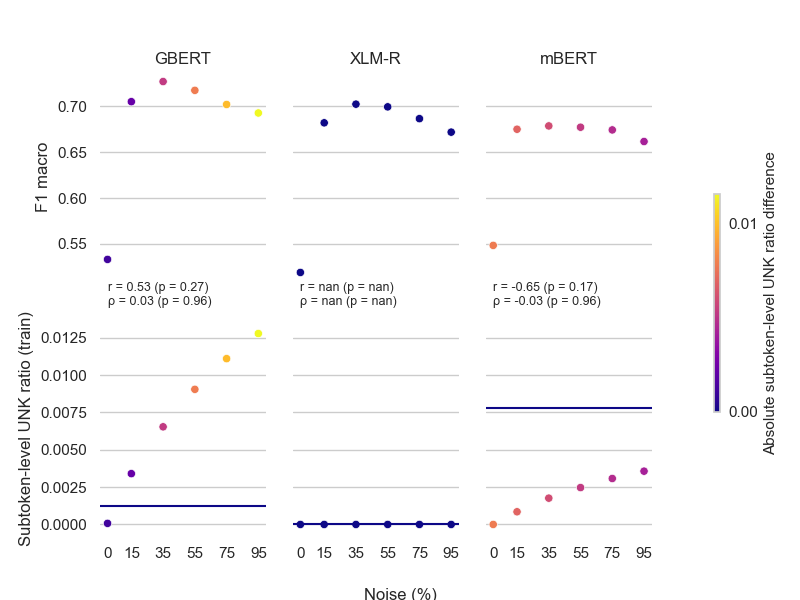 GBERT XLM-R mBERT
F1 macro
0.70
0.65
0.60
0.55
r = 0.53 (p = 0.27)
ρ = 0.03 (p = 0.96)
r = nan (p = nan)
ρ = nan (p = nan)
r = -0.65 (p = 0.17)
ρ = -0.03 (p = 0.96)
Subtoken-level UNK ratio (train)
0.0125
0.0100
0.0075
0.0050
0.0025
0.0000
0 15 35 55 75 95 0 15 35 55 75 95 0 15 35 55 75 95
Noise (%)
0.01
0.00
Absolute subtoken-level UNK ratio difference